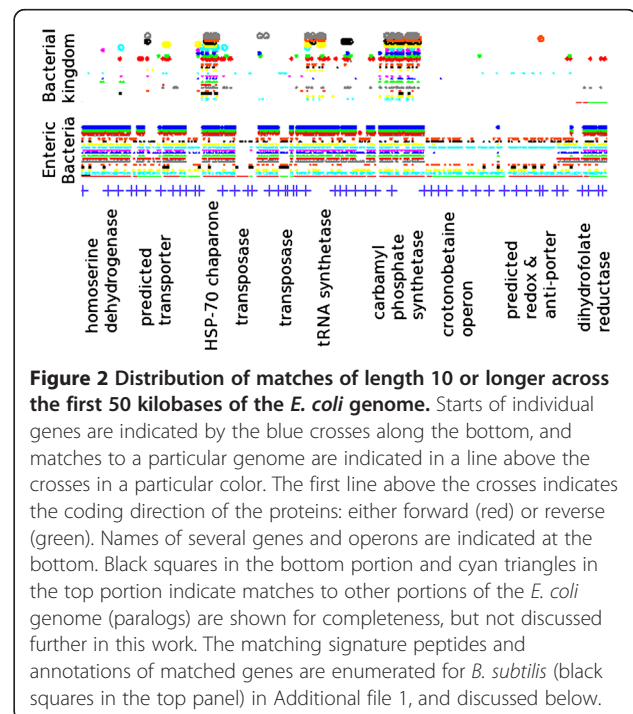 Bacterial
kingdom
Enteric
Bacteria
homoserine
dehydrogenase
predicted
transporter
HSP-70 chaparone
transposase
transposase
tRNA synthetase
carbamyl
phosphate
synthetase
crotonobetaine
operon
predicted
redox &
anti-porter
dihydrofolate
reductase
Figure 2 Distribution of matches of length 10 or longer across
the first 50 kilobases of the E. coli genome. Starts of individual
genes are indicated by the blue crosses along the bottom, and
matches to a particular genome are indicated in a line above the
crosses in a particular color. The first line above the crosses indicates
the coding direction of the proteins: either forward (red) or reverse
(green). Names of several genes and operons are indicated at the
bottom. Black squares in the bottom portion and cyan triangles in
the top portion indicate matches to other portions of the E. coli
genome (paralogs) are shown for completeness, but not discussed
further in this work. The matching signature peptides and
annotations of matched genes are enumerated for B. subtilis (black
squares in the top panel) in Additional file 1, and discussed below.